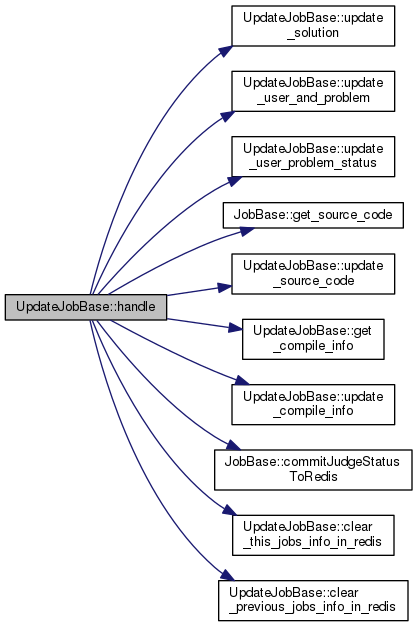 UpdateJobBase::update
_solution
UpdateJobBase::update
_user_and_problem
UpdateJobBase::update
_user_problem_status
JobBase::get_source_code
UpdateJobBase::update
_source_code
UpdateJobBase::handle
UpdateJobBase::get
_compile_info
UpdateJobBase::update
_compile_info
JobBase::commitJudgeStatus
ToRedis
UpdateJobBase::clear
_this_jobs_info_in_redis
UpdateJobBase::clear
_previous_jobs_info_in_redis